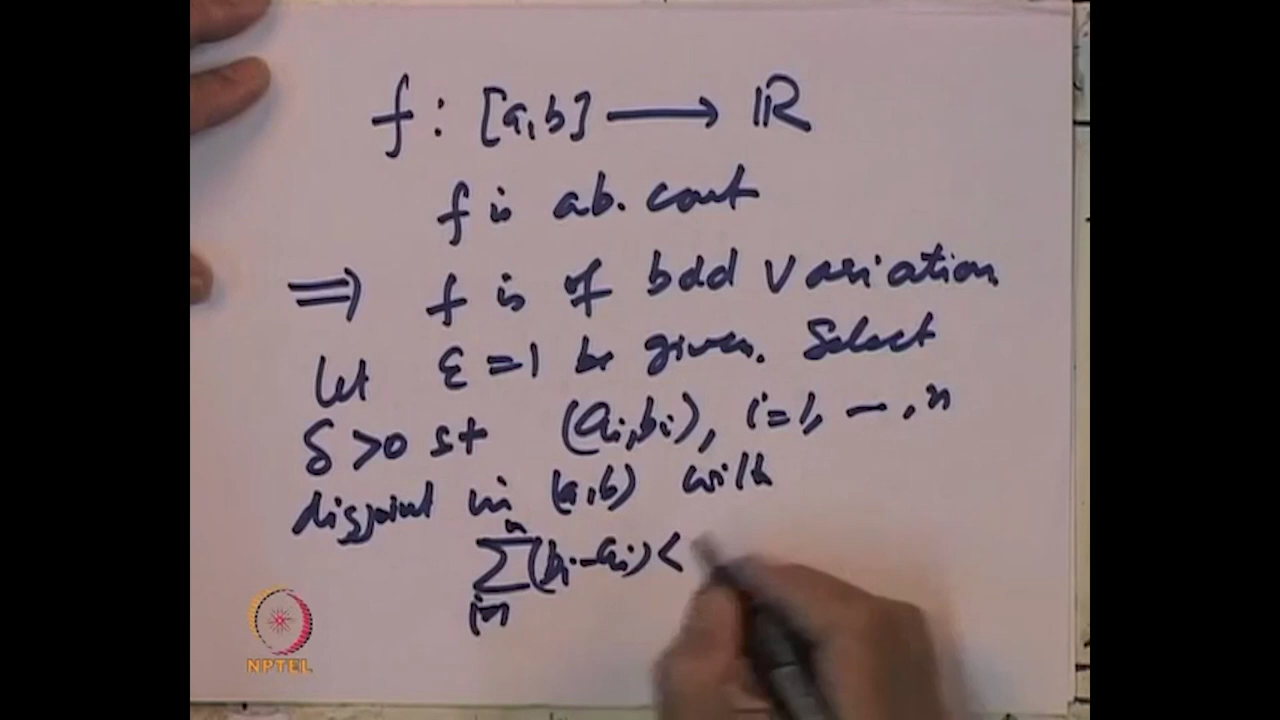 f : [a,b] ⟶ ℝ
f is ab. cont
⟹ f is of bdd variation.
Let ε = 1 be given. Select
δ > 0 st (ai, bi), i = 1, – , n
disjoint in (a,b) with
n
∑ (bi - ai) <
i=1
NPTEL